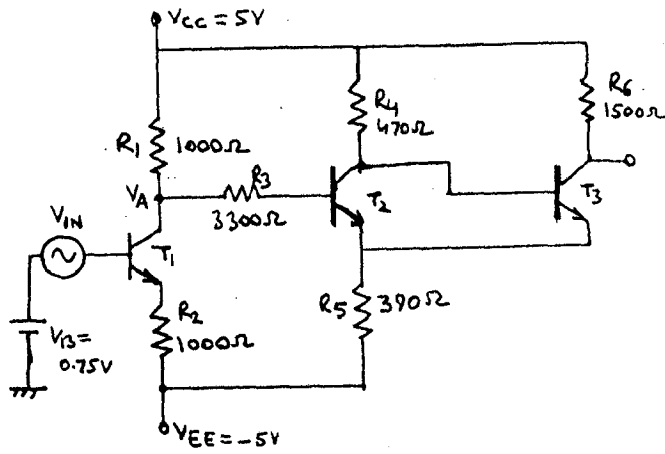 VCC = 5V
R1 1000Ω
R4 470Ω
R6 1500Ω
VA
R3 3300Ω
T2
T3
VIN
T1
R2 1000Ω
R5 390Ω
VB = 0.75V
VEE = -5V